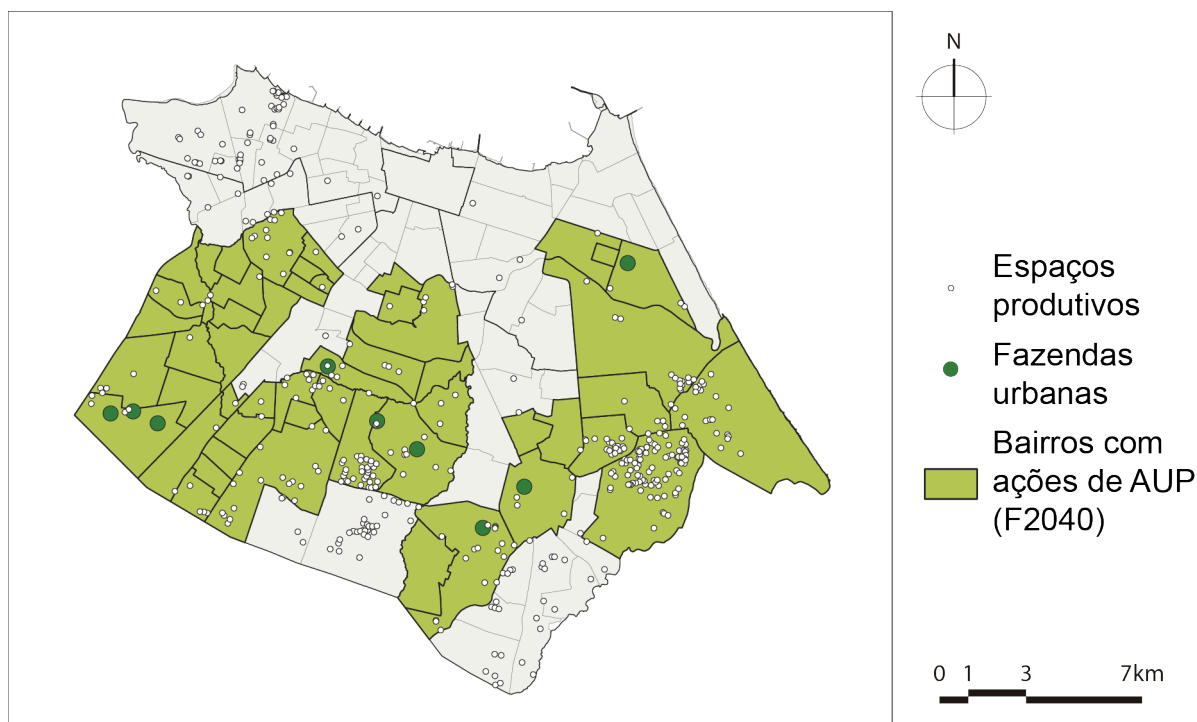 N
Espaços
produtivos
Fazendas
urbanas
Bairros com
ações de AUP
(F2040)
0 1 3 7km